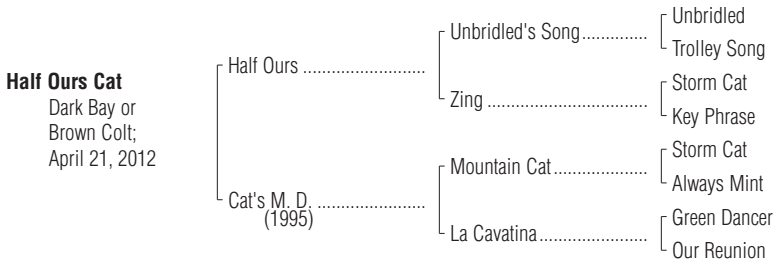 Half Ours Cat
Dark Bay or
Brown Colt;
April 21, 2012
Half Ours ..........................
Cat's M. D. .......................
(1995)
Unbridled's Song..............
Zing ..................................
Mountain Cat....................
La Cavatina.......................
Unbridled
Trolley Song
Storm Cat
Key Phrase
Storm Cat
Always Mint
Green Dancer
Our Reunion